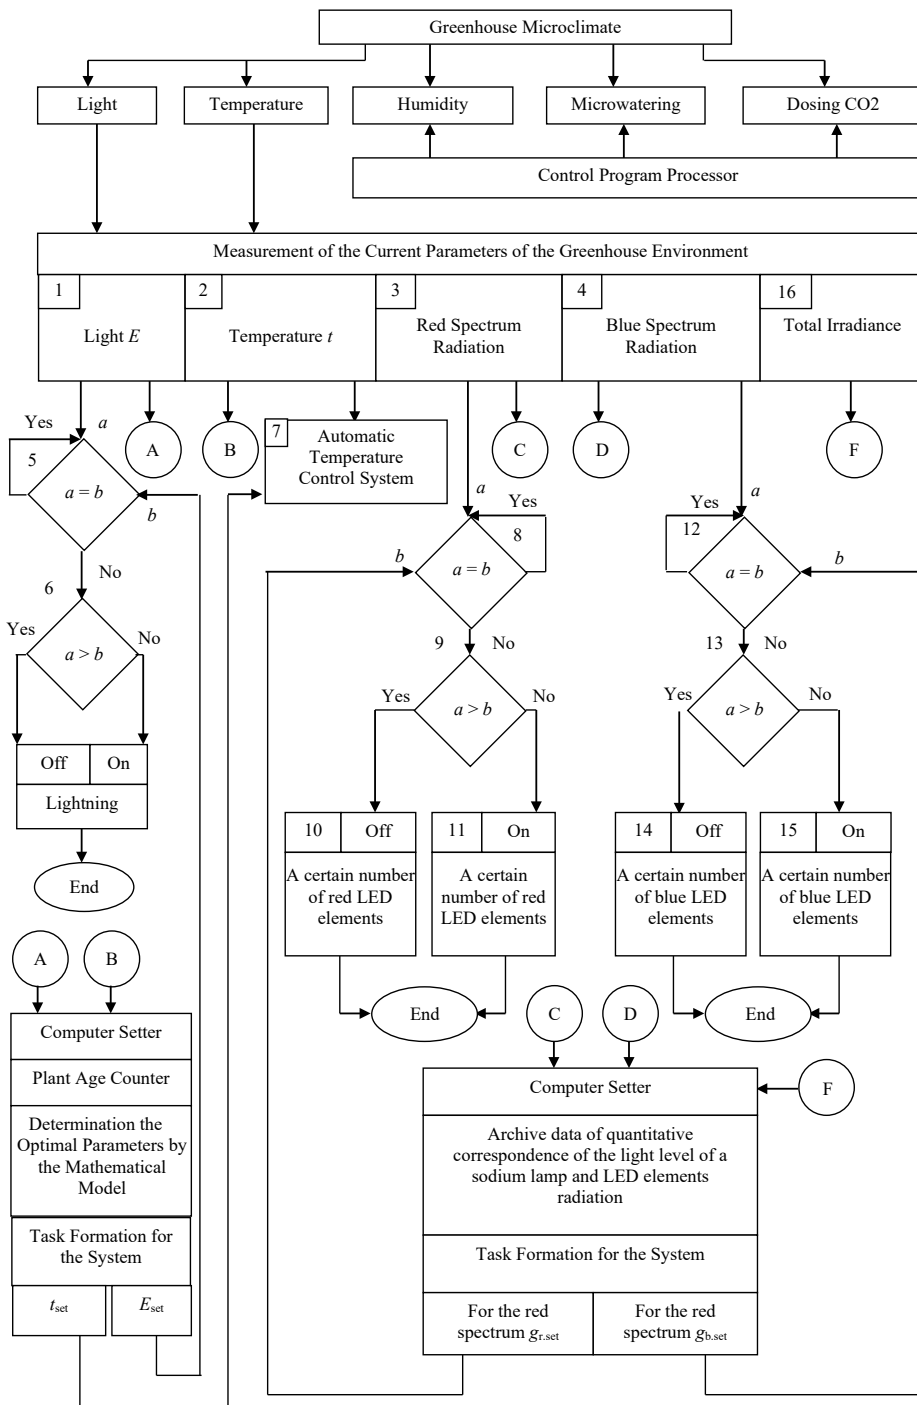 Greenhouse Microclimate
Light
Temperature
Humidity
Microwatering
Dosing CO2
Control Program Processor
Measurement of the Current Parameters of the Greenhouse Environment
1
Light E
2
Temperature t
3
Red Spectrum
Radiation
4
Blue Spectrum
Radiation
16
Total Irradiance
Yes
a
5
a = b
b
A
B
7
Automatic
Temperature
Control System
C
D
F
a
Yes
8
b
a = b
Yes
a
12
a = b
b
No
6
Yes
a > b
No
9
No
Yes
a > b
No
13
No
Yes
a > b
No
Off
On
Lightning
End
10
Off
A certain number
of red LED
elements
11
On
A certain
number of red
LED elements
14
Off
A certain number
of blue LED
elements
15
On
A certain number
of blue LED
elements
End
End
A
B
Computer Setter
Plant Age Counter
Determination the
Optimal Parameters by
the Mathematical
Model
Task Formation for
the System
tset
Eset
C
D
F
Computer Setter
Archive data of quantitative
correspondence of the light level of a
sodium lamp and LED elements
radiation
Task Formation for the System
For the red
spectrum gr.set
For the red
spectrum gb.set